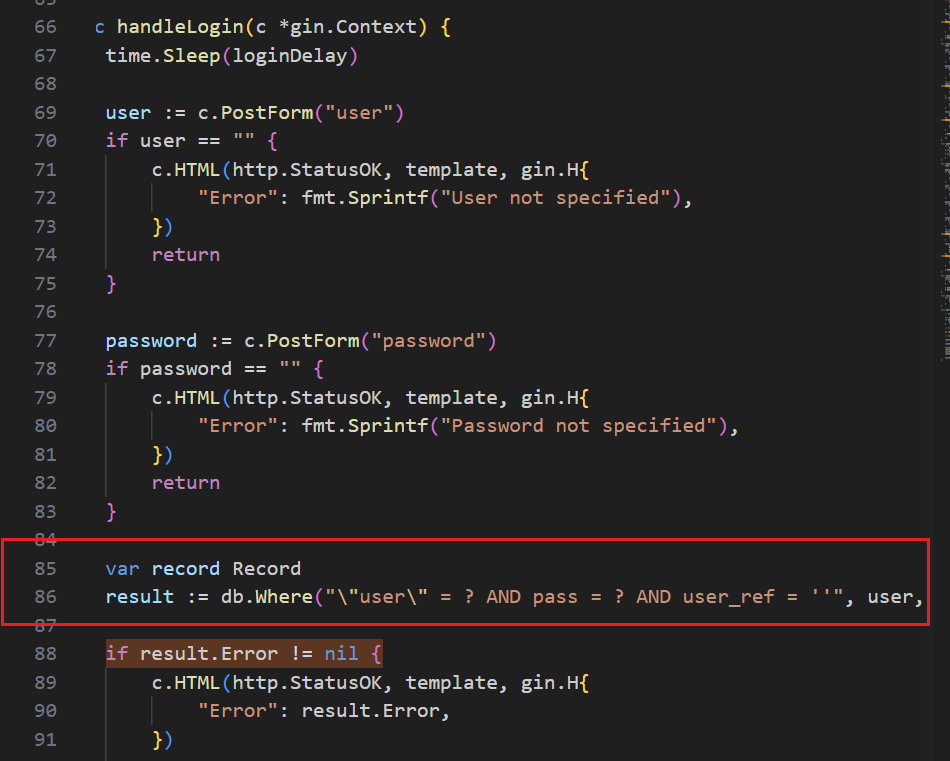 66 c handleLogin(c *gin.Context) {
67 time.Sleep(loginDelay)
68
69 user := c.PostForm("user")
70 if user == "" {
71 c.HTML(http.StatusOK, template, gin.H{
72 "Error": fmt.Sprintf("User not specified"),
73 })
74 return
75 }
76
77 password := c.PostForm("password")
78 if password == "" {
79 c.HTML(http.StatusOK, template, gin.H{
80 "Error": fmt.Sprintf("Password not specified"),
81 })
82 return
83 }
84
85 var record Record
86 result := db.Where("\"user\" = ? AND pass = ? AND user_ref = ''", user,
87
88 if result.Error != nil {
89 c.HTML(http.StatusOK, template, gin.H{
90 "Error": result.Error,
91 })